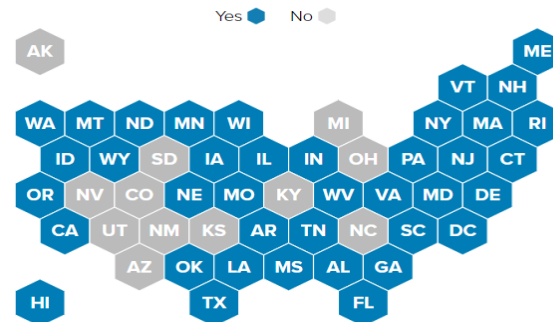 Yes No
AK ME
VT NH
WA MT ND MN WI MI NY MA RI
ID WY SD IA IL IN OH PA NJ CT
OR NV CO NE MO KY WV VA MD DE
CA UT NM KS AR TN NC SC DC
AZ OK LA MS AL GA
HI TX FL